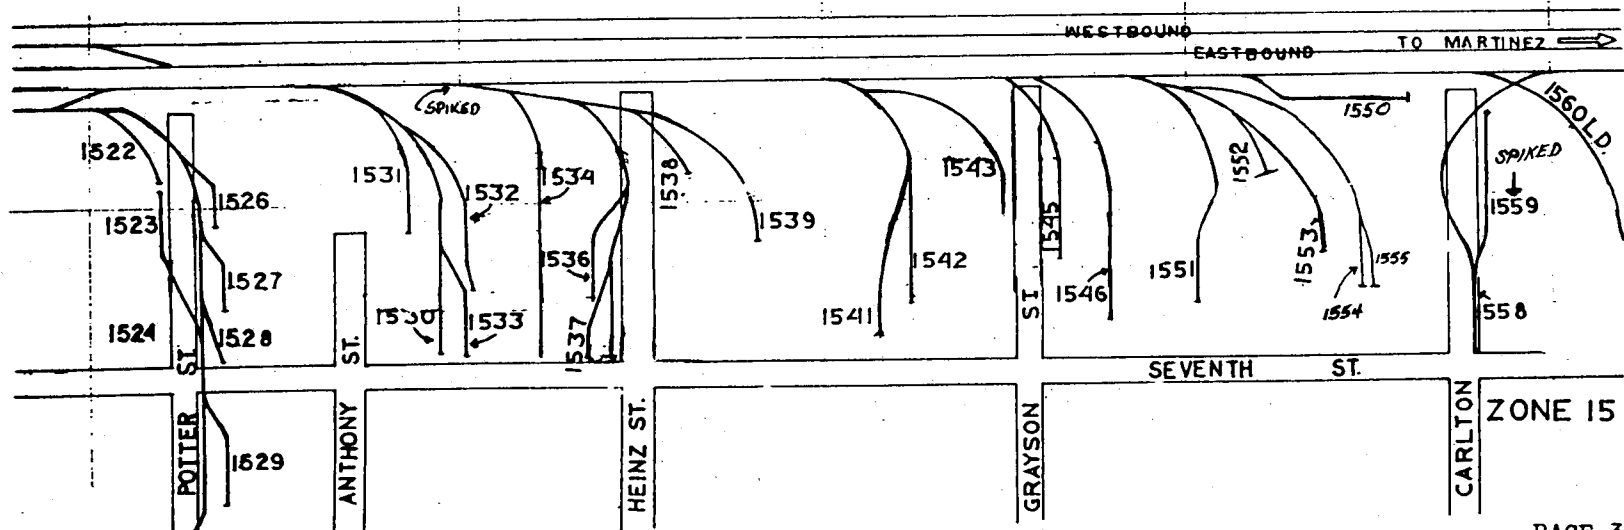 WESTBOUND
EASTBOUND
TO MARTINEZ
SPIKED
1550
1560LD.
1522
1531
1532
1534
1538
1543
1552
SPIKED
1526
1523
1539
1545
1553
1559
1536
1542
1551
1555
1527
1546
1554
1524
1528
1530
1533
1537
1541
1558
ST.
ST.
ST
SEVENTH ST.
POTTER
ANTHONY
HEINZ ST.
GRAYSON
CARLTON
ZONE 15
1529
PAGE 3